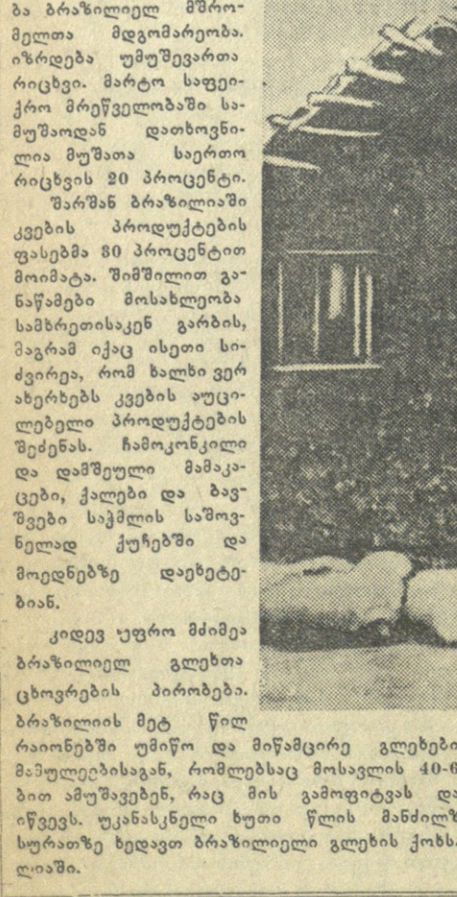 ბა ბრაზილიელ მშრო-
მელთა მდგომარეობა.
იზრდება უმუშევართა
რიცხვი. მარტო საფეი-
ქრო მრეწველობაში სა-
მუშაოდან დათხოვნი-
ლია მუშათა საერთო
რიცხვის 20 პროცენტი.
შარშან ბრაზილიაში
კვების პროდუქტების
ფასებმა 30 პროცენტით
მოიმატა. შიმშილით გა-
ნაწამები მოსახლეობა
სამხრეთისაკენ გარბის,
მაგრამ იქაც ისეთი სი-
ძვირეა, რომ ხალხი ვერ
ახერხებს კვების აუცი-
ლებელი პროდუქტების
შეძენას. ჩამოკონკილი
და დამშეული მამაკა-
ცები, ქალები და ბავ-
შვები საჭმლის საშოვ-
ნელად ქუჩებში და
მოედნებზე დაეხეტე-
ბიან.
კიდევ უფრო მძიმეა
ბრაზილიელ გლეხთა
ცხოვრების პირობება.
ბრაზილიის მეტ წილ
რაიონებში უმიწო და მიწამცირე გლეხები
მამულეებისაგან, რომლებსაც მოსავლის 40-6
ბით ამუშავებენ, რაც მის გამოფიტვას და
იწვევს. უკანასკნელი ხუთი წლის მანძილზ
სურათზე ხედავთ ბრაზილიელი გლეხის ქოხს.
ლიაში.